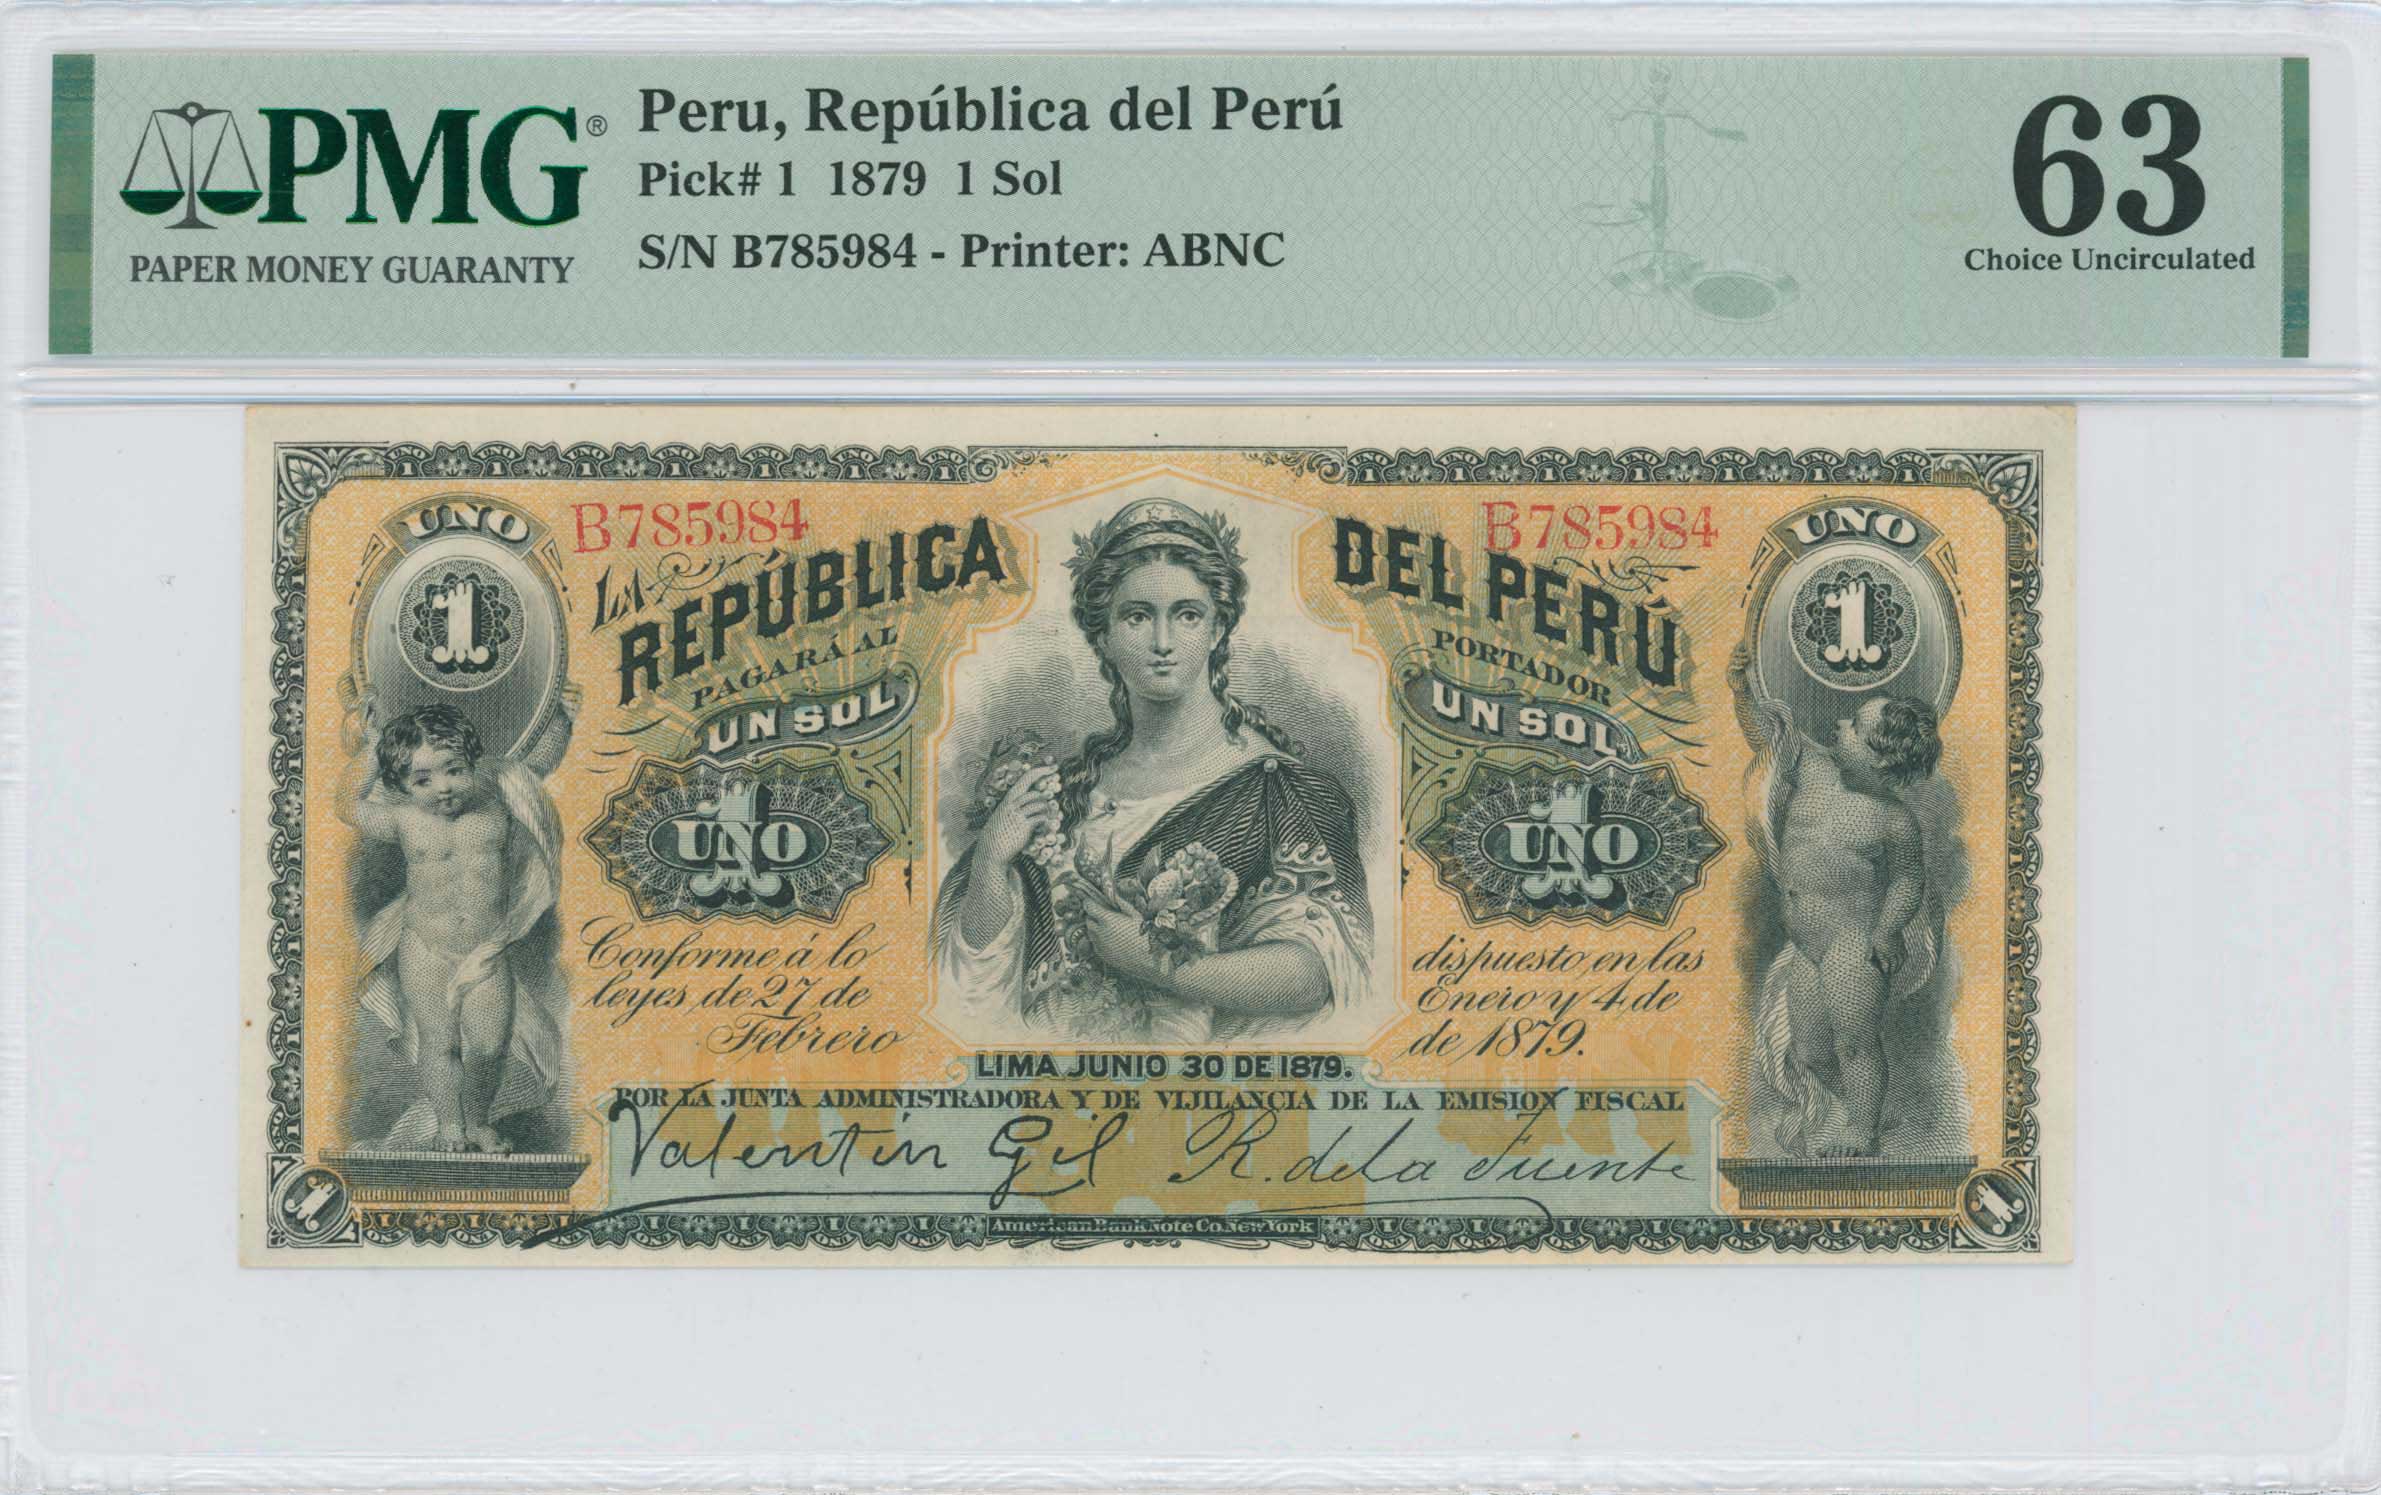 PMG®
PAPER MONEY GUARANTY
Peru, República del Perú
Pick# 1 1879 1 Sol
S/N B785984 - Printer: ABNC
63
Choice Uncirculated
UNO
1
B785984
B785984
UNO
1
LA REPÚBLICA DEL PERÚ
PAGARÁ AL PORTADOR
UN SOL
UN SOL
1
UNO
1
UNO
Conforme á lo dispuesto en las
leyes de 27 de Enero y 4 de
Febrero de 1879.
LIMA JUNIO 30 DE 1879.
POR LA JUNTA ADMINISTRADORA Y DE VIJILANCIA DE LA EMISION FISCAL
Valentin Gil R. de La Fuente
1
1
American Bank Note Co. New York